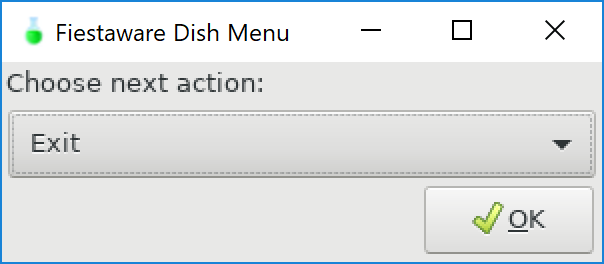 Fiestaware Dish Menu
Choose next action:
Exit
OK